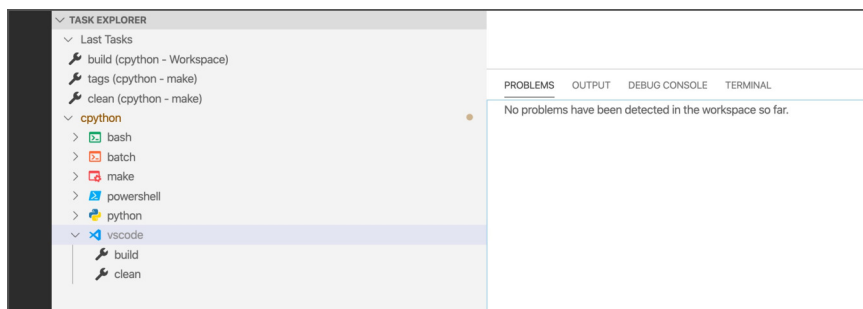 TASK EXPLORER
Last Tasks
build (cpython - Workspace)
tags (cpython - make)
clean (cpython - make)
cpython
bash
batch
make
powershell
python
vscode
build
clean
PROBLEMS OUTPUT DEBUG CONSOLE TERMINAL
No problems have been detected in the workspace so far.